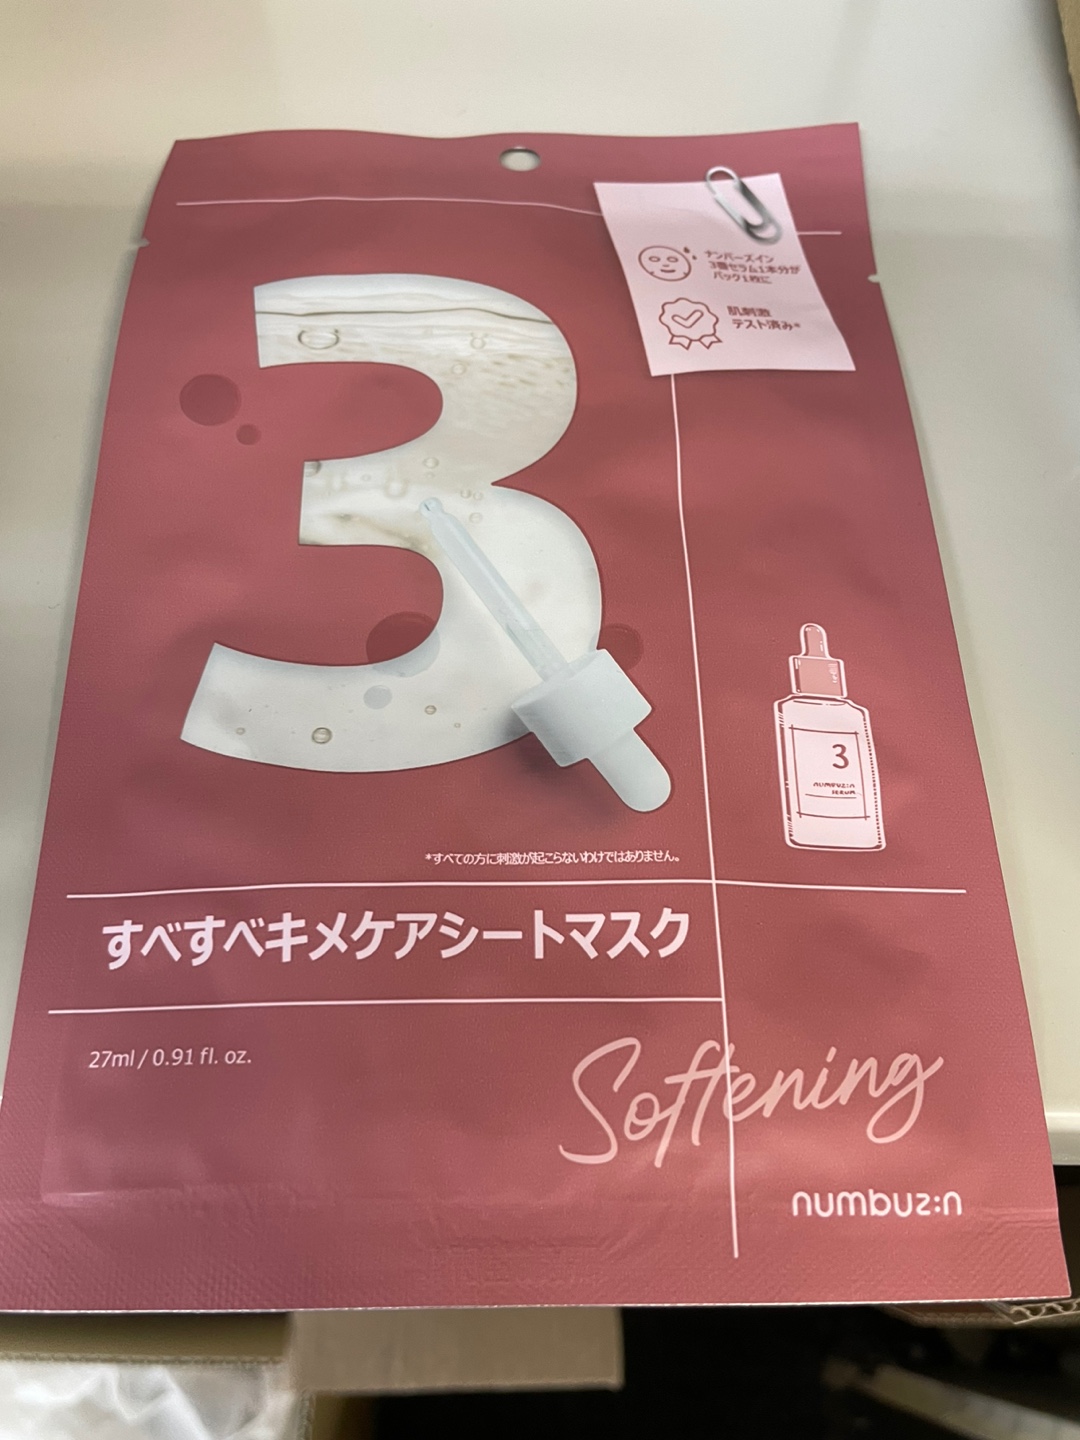 ナンバーズイン
3番セラム1本分が
パック1枚に
肌刺激
テスト済み*
3
3
numbuz:n
SERUM
*すべての方に刺激が起こらないわけではありません。
すべすべキメケアシートマスク
27ml / 0.91 fl. oz.
Softening
numbuz:n